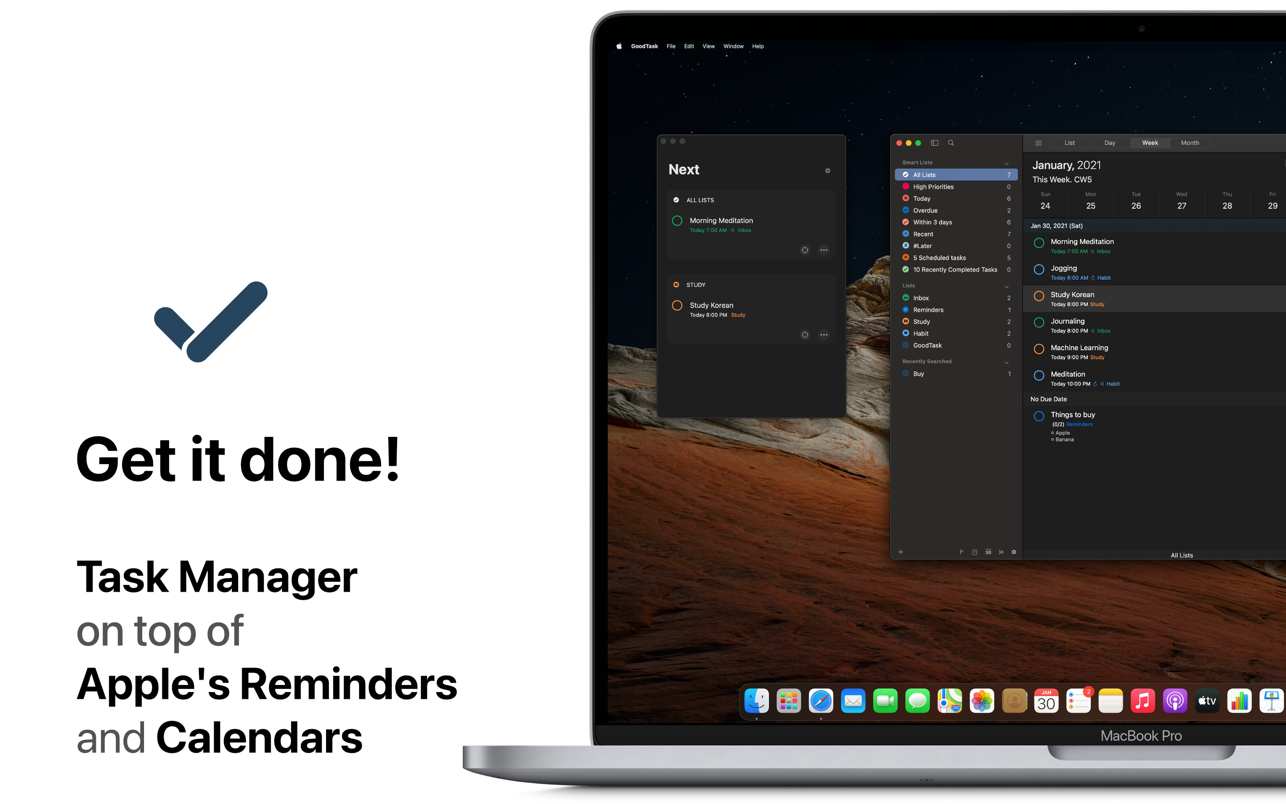 Get it done!
Task Manager
on top of
Apple's Reminders
and Calendars
GoodTask File Edit View Window Help
Next
ALL LISTS
Morning Meditation
Today 7:00 AM Inbox
STUDY
Study Korean
Today 8:00 PM Study
Smart Lists
All Lists 7
High Priorities 0
Today 6
Overdue 2
Within 3 days 6
Recent 7
#Later 0
5 Scheduled tasks 5
10 Recently Completed Tasks 0
Lists
Inbox 2
Reminders 1
Study 2
Habit 2
GoodTask 0
Recently Searched
Buy 1
List Day Week Month
January, 2021
This Week. CW5
Sun Mon Tue Wed Thu Fri
24 25 26 27 28 29
Jan 30, 2021 (Sat)
Morning Meditation
Today 7:00 AM Inbox
Jogging
Today 8:00 AM Habit
Study Korean
Today 8:00 PM Study
Journaling
Today 8:00 PM Inbox
Machine Learning
Today 9:00 PM Study
Meditation
Today 10:00 PM Habit
No Due Date
Things to buy
(0/2) Reminders
Apple
Banana
All Lists
JAN
30
2
tv
MacBook Pro